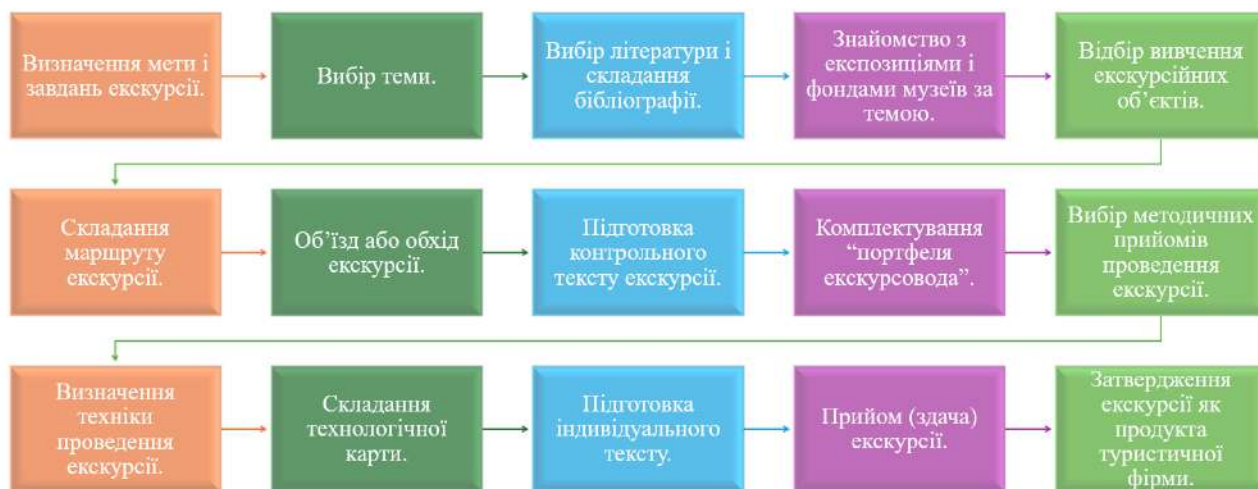 Визначення мети і
завдань екскурсії.
Вибір теми.
Вибір літератури і
складання
бібліографії.
Знайомство з
експозиціями і
фондами музеїв за
темою.
Відбір вивчення
екскурсійних
об’єктів.
Складання
маршруту
екскурсії.
Об’їзд або обхід
екскурсії.
Підготовка
контрольного
тексту екскурсії.
Комплектування
“портфеля
екскурсовода”.
Вибір методичних
прийомів
проведення
екскурсії.
Визначення
техніки
проведення
екскурсії.
Складання
технологічної
карти.
Підготовка
індивідуального
тексту.
Прийом (здача)
екскурсії.
Затвердження
екскурсії як
продукта
туристичної
фірми.